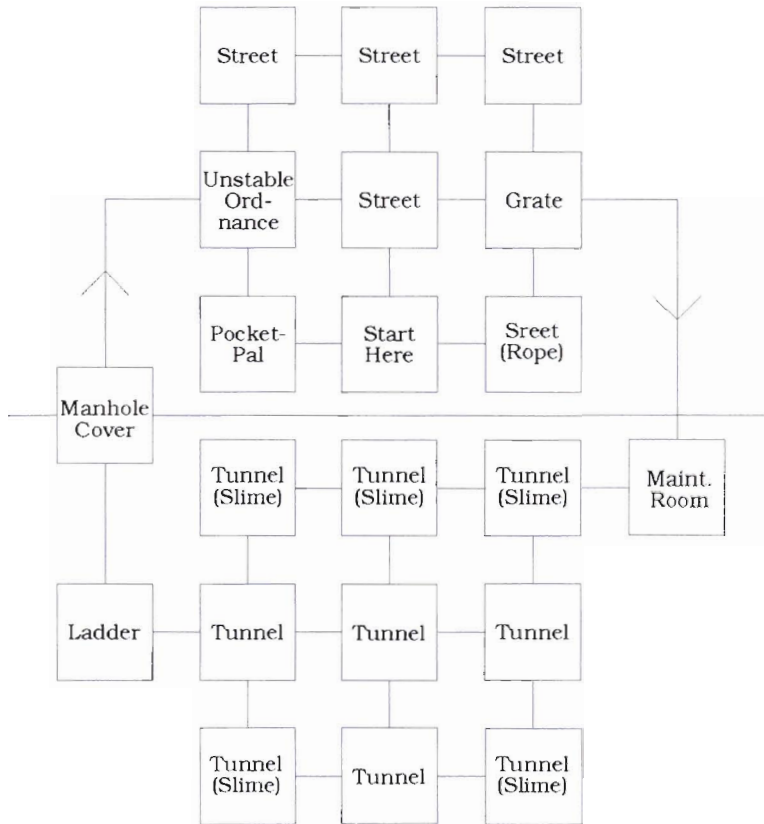 Street
Street
Street
Unstable
Ord-
nance
Street
Grate
Pocket-
Pal
Start
Here
Sreet
(Rope)
Manhole
Cover
Tunnel
(Slime)
Tunnel
(Slime)
Tunnel
(Slime)
Maint.
Room
Ladder
Tunnel
Tunnel
Tunnel
Tunnel
(Slime)
Tunnel
Tunnel
(Slime)